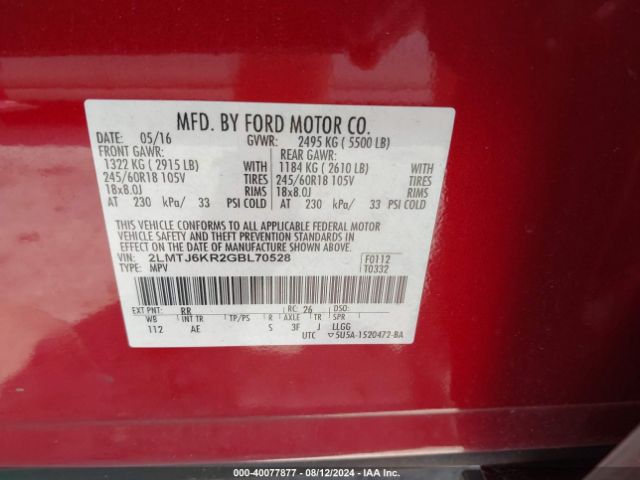 MFD. BY FORD MOTOR CO.
DATE: 05/16 GVWR: 2495 KG ( 5500 LB)
FRONT GAWR: REAR GAWR:
1322 KG ( 2915 LB) WITH 1184 KG ( 2610 LB) WITH
245/60R18 105V TIRES 245/60R18 105V TIRES
18x8.0J RIMS 18x8.0J RIMS
AT 230 kPa/ 33 PSI COLD AT 230 kPa/ 33 PSI COLD
THIS VEHICLE CONFORMS TO ALL APPLICABLE FEDERAL MOTOR
VEHICLE SAFETY AND THEFT PREVENTION STANDARDS IN
EFFECT ON THE DATE OF MANUFACTURE SHOWN ABOVE.
VIN: 2LMTJ6KR2GBL70528 F0112
TYPE: MPV T0332
EXT PNT: RR RC: 26 DSO:
WB INT TR TP/PS R AXLE TR SPR
112 AE S 3F J LLGG
UTC ▽5U5A-1520472-BA
000-40077877 - 08/12/2024 - IAAI.COM